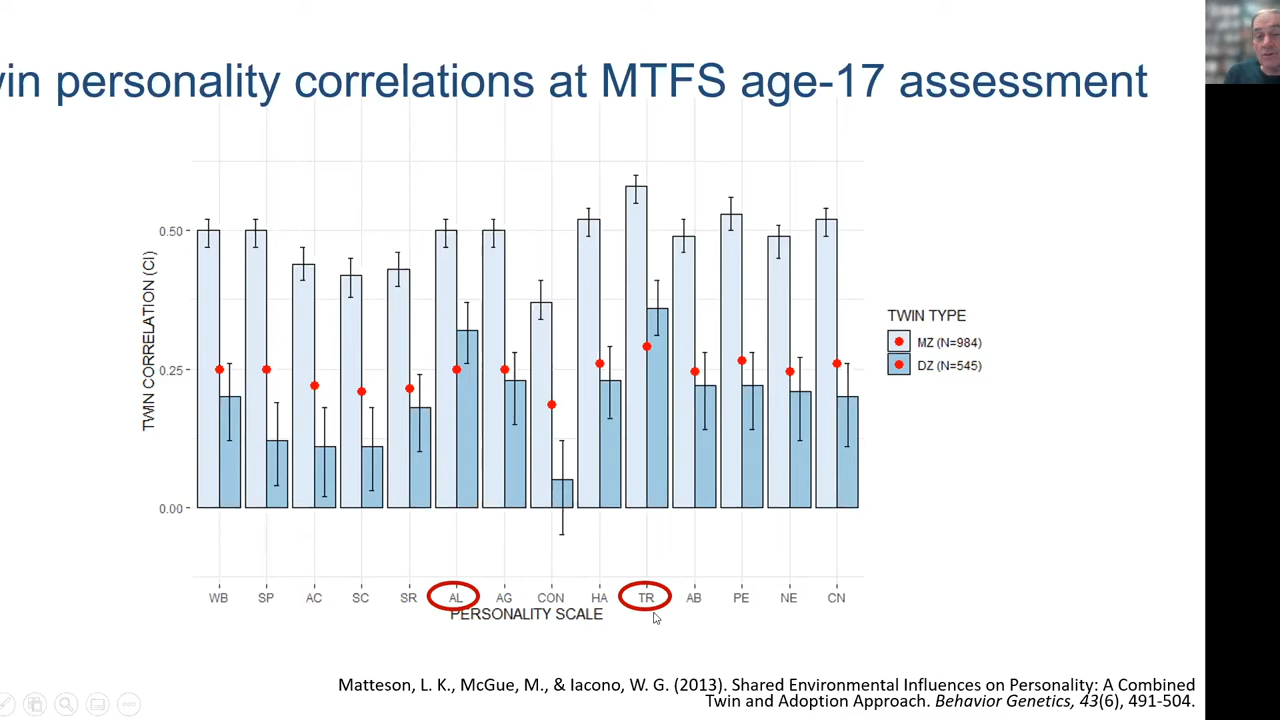 win personality correlations at MTFS age-17 assessment
0.50
0.25
0.00
TWIN CORRELATION (CI)
TWIN TYPE
MZ (N=984)
DZ (N=545)
WB SP AC SC SR AL AG CON HA TR AB PE NE CN
PERSONALITY SCALE
Matteson, L. K., McGue, M., & Iacono, W. G. (2013). Shared Environmental Influences on Personality: A Combined
Twin and Adoption Approach. Behavior Genetics, 43(6), 491-504.